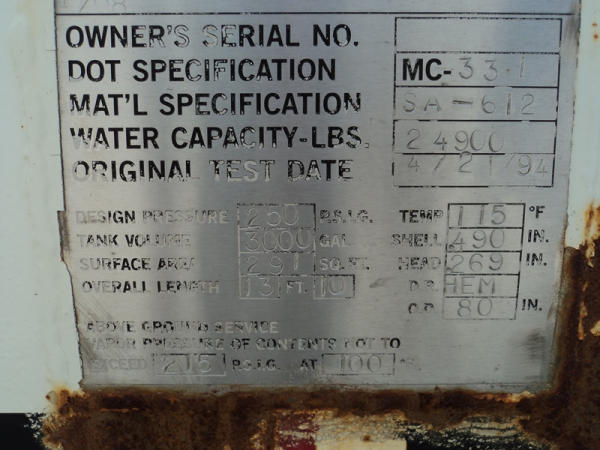 OWNER'S SERIAL NO.
DOT SPECIFICATION MC-331
MAT'L SPECIFICATION SA-612
WATER CAPACITY-LBS. 24900
ORIGINAL TEST DATE 4/21/94
DESIGN PRESSURE 250 P.S.I.G. TEMP 115 °F
TANK VOLUME 3000 GAL. SHELL .490 IN.
SURFACE AREA 291 SQ. FT. HEAD .269 IN.
OVERALL LENGTH 13 FT. 10 D.R. HEM
O.D. 80 IN.
ABOVE GROUND SERVICE
VAPOR PRESSURE OF CONTENTS NOT TO
EXCEED 215 P.S.I.G. AT 100 °F.